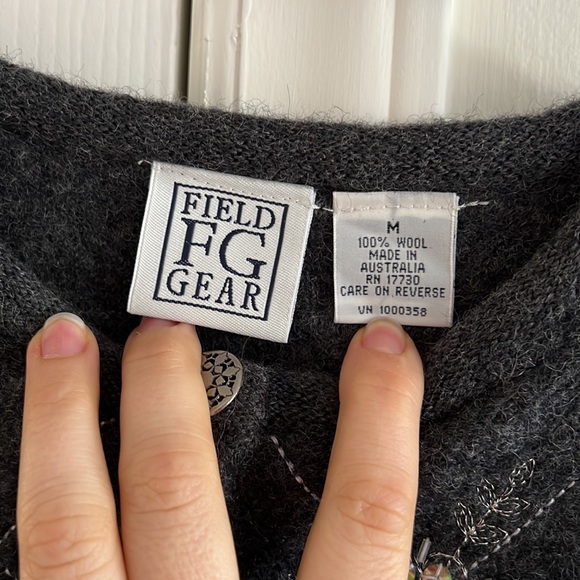 FIELD
FG
GEAR
M
100% WOOL
MADE IN
AUSTRALIA
RN 17730
CARE ON REVERSE
VN 1000358